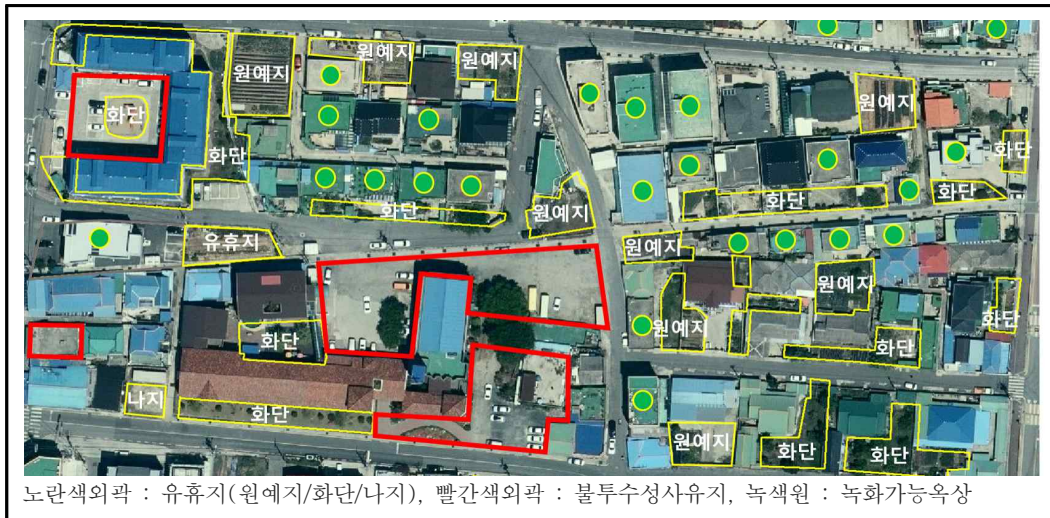 원예지
원예지
원예지
원예지
화단
화단
화단
화단
화단
원예지
화단
유휴지
원예지
원예지
원예지
화단
화단
화단
나지
화단
원예지
화단
화단
노란색외곽 : 유휴지(원예지/화단/나지), 빨간색외곽 : 불투수성사유지, 녹색원 : 녹화가능옥상